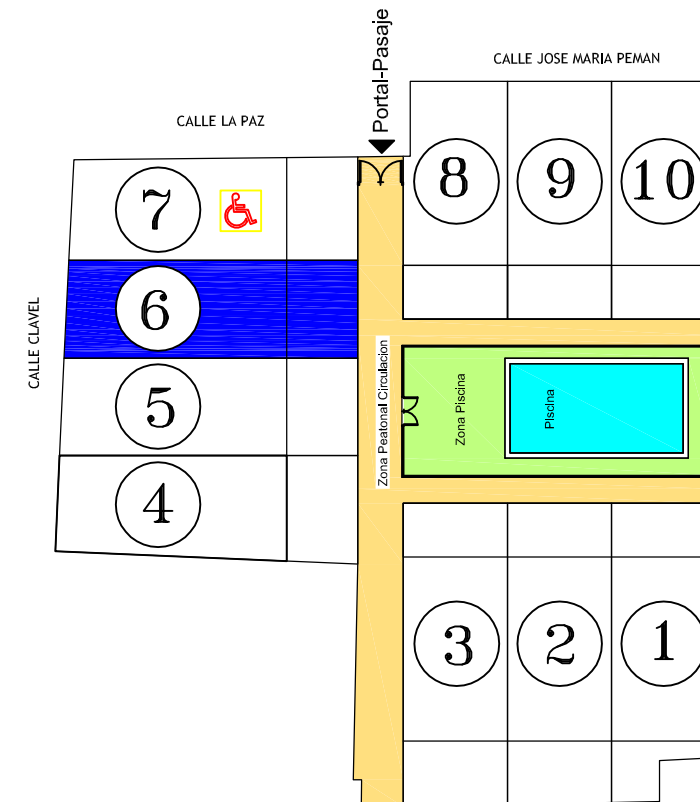 Portal-Pasaje
CALLE JOSE MARIA PEMAN
CALLE LA PAZ
7
8
9
10
6
CALLE CLAVEL
5
Zona Peatonal Circulacion
Zona Piscina
Piscina
4
3
2
1